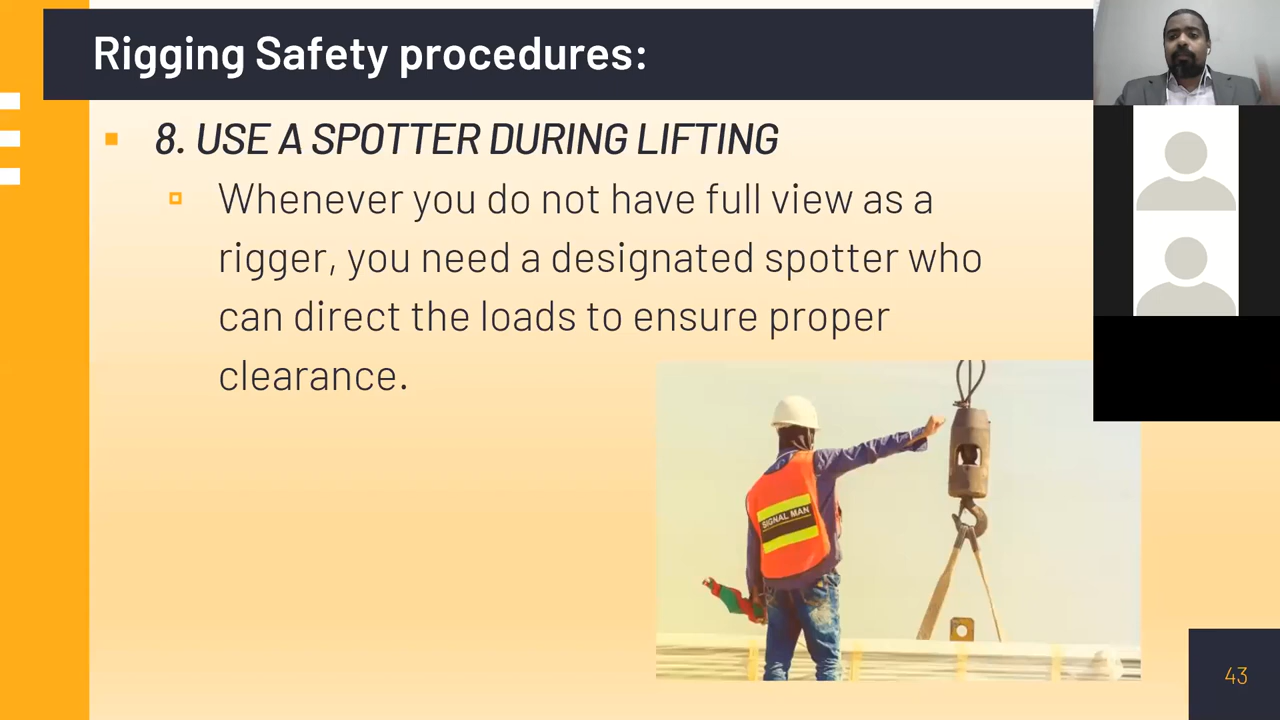 Rigging Safety procedures:
8. USE A SPOTTER DURING LIFTING
Whenever you do not have full view as a
rigger, you need a designated spotter who
can direct the loads to ensure proper
clearance.
SIGNAL MAN
43